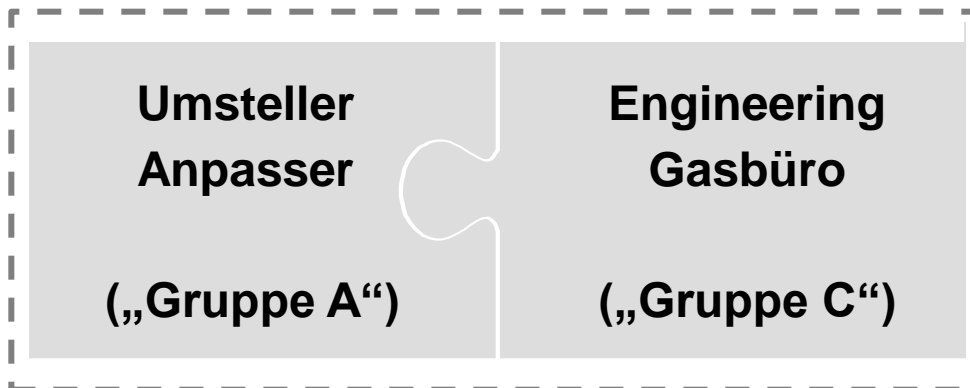 Umsteller
Anpasser
(„Gruppe A“)
Engineering
Gasbüro
(„Gruppe C“)